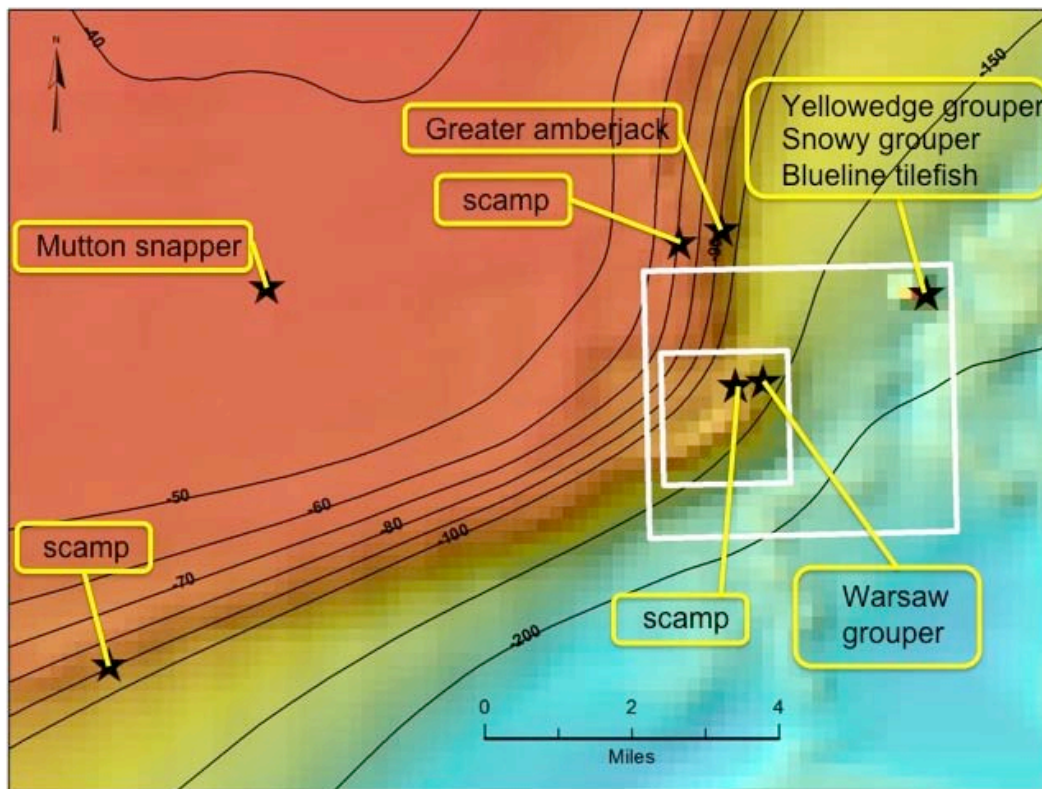 -40
N
-150
Yellowedge grouper
Snowy grouper
Blueline tilefish
Greater amberjack
scamp
Mutton snapper
-90
-50
-60
-80
-100
-70
scamp
scamp
Warsaw
grouper
-200
0 2 4
Miles